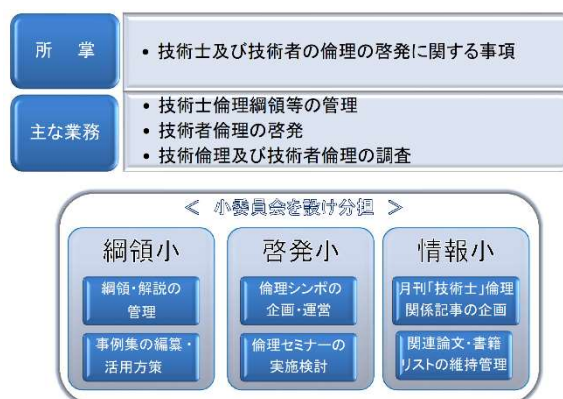 所 掌
• 技術士及び技術者の倫理の啓発に関する事項
主な業務
• 技術士倫理綱領等の管理
• 技術者倫理の啓発
• 技術倫理及び技術者倫理の調査
＜ 小委員会を設け分担 ＞
綱領小
綱領・解説の
管理
事例集の編纂・
活用方策
啓発小
倫理シンポの
企画・運営
倫理セミナーの
実施検討
情報小
月刊「技術士」倫理
関係記事の企画
関連論文・書籍
リストの維持管理